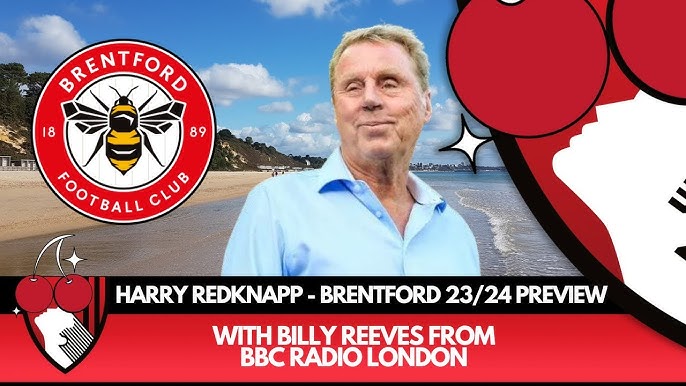 BRENTFORD
18 89
FOOTBALL CLUB
HARRY REDKNAPP - BRENTFORD 23/24 PREVIEW
WITH BILLY REEVES FROM
BBC RADIO LONDON